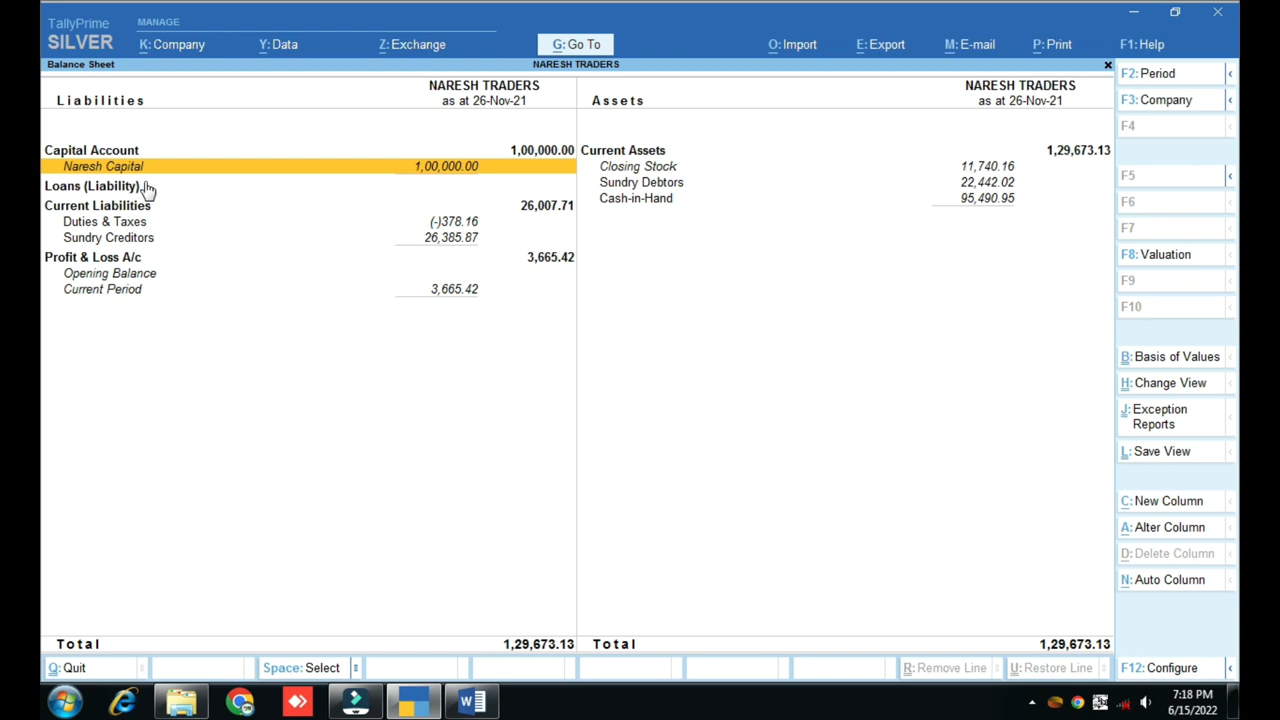 TallyPrime
SILVER
MANAGE
K: Company
Y: Data
Z: Exchange
G: Go To
O: Import
E: Export
M: E-mail
P: Print
F1: Help
Balance Sheet
NARESH TRADERS
Liabilities
NARESH TRADERS
as at 26-Nov-21
Assets
NARESH TRADERS
as at 26-Nov-21
Capital Account 1,00,000.00
Naresh Capital 1,00,000.00
Loans (Liability)
Current Liabilities 26,007.71
Duties & Taxes (-)378.16
Sundry Creditors 26,385.87
Profit & Loss A/c 3,665.42
Opening Balance
Current Period 3,665.42
Total 1,29,673.13
Current Assets 1,29,673.13
Closing Stock 11,740.16
Sundry Debtors 22,442.02
Cash-in-Hand 95,490.95
Total 1,29,673.13
F2: Period
F3: Company
F4
F5
F6
F7
F8: Valuation
F9
F10
B: Basis of Values
H: Change View
J: Exception
Reports
L: Save View
C: New Column
A: Alter Column
D: Delete Column
N: Auto Column
Q: Quit
Space: Select
R: Remove Line
U: Restore Line
F12: Configure
7:18 PM
6/15/2022